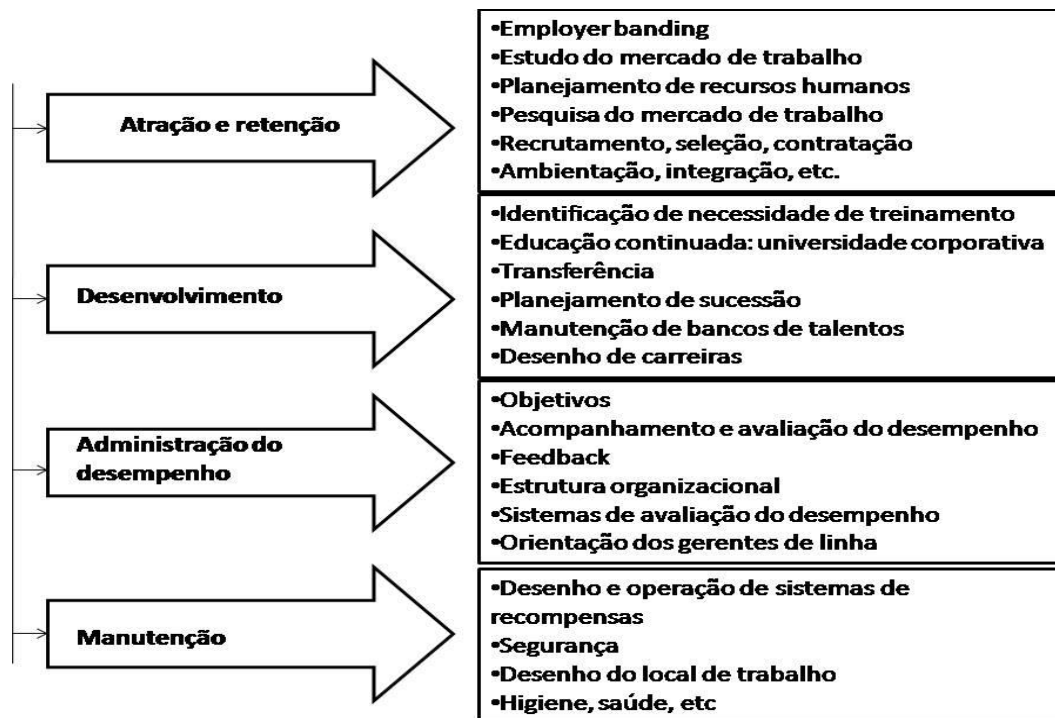 Atração e retenção
•Employer banding
•Estudo do mercado de trabalho
•Planejamento de recursos humanos
•Pesquisa do mercado de trabalho
•Recrutamento, seleção, contratação
•Ambientação, integração, etc.
Desenvolvimento
•Identificação de necessidade de treinamento
•Educação continuada: universidade corporativa
•Transferência
•Planejamento de sucessão
•Manutenção de bancos de talentos
•Desenho de carreiras
Administração do
desempenho
•Objetivos
•Acompanhamento e avaliação do desempenho
•Feedback
•Estrutura organizacional
•Sistemas de avaliação do desempenho
•Orientação dos gerentes de linha
Manutenção
•Desenho e operação de sistemas de
recompensas
•Segurança
•Desenho do local de trabalho
•Higiene, saúde, etc